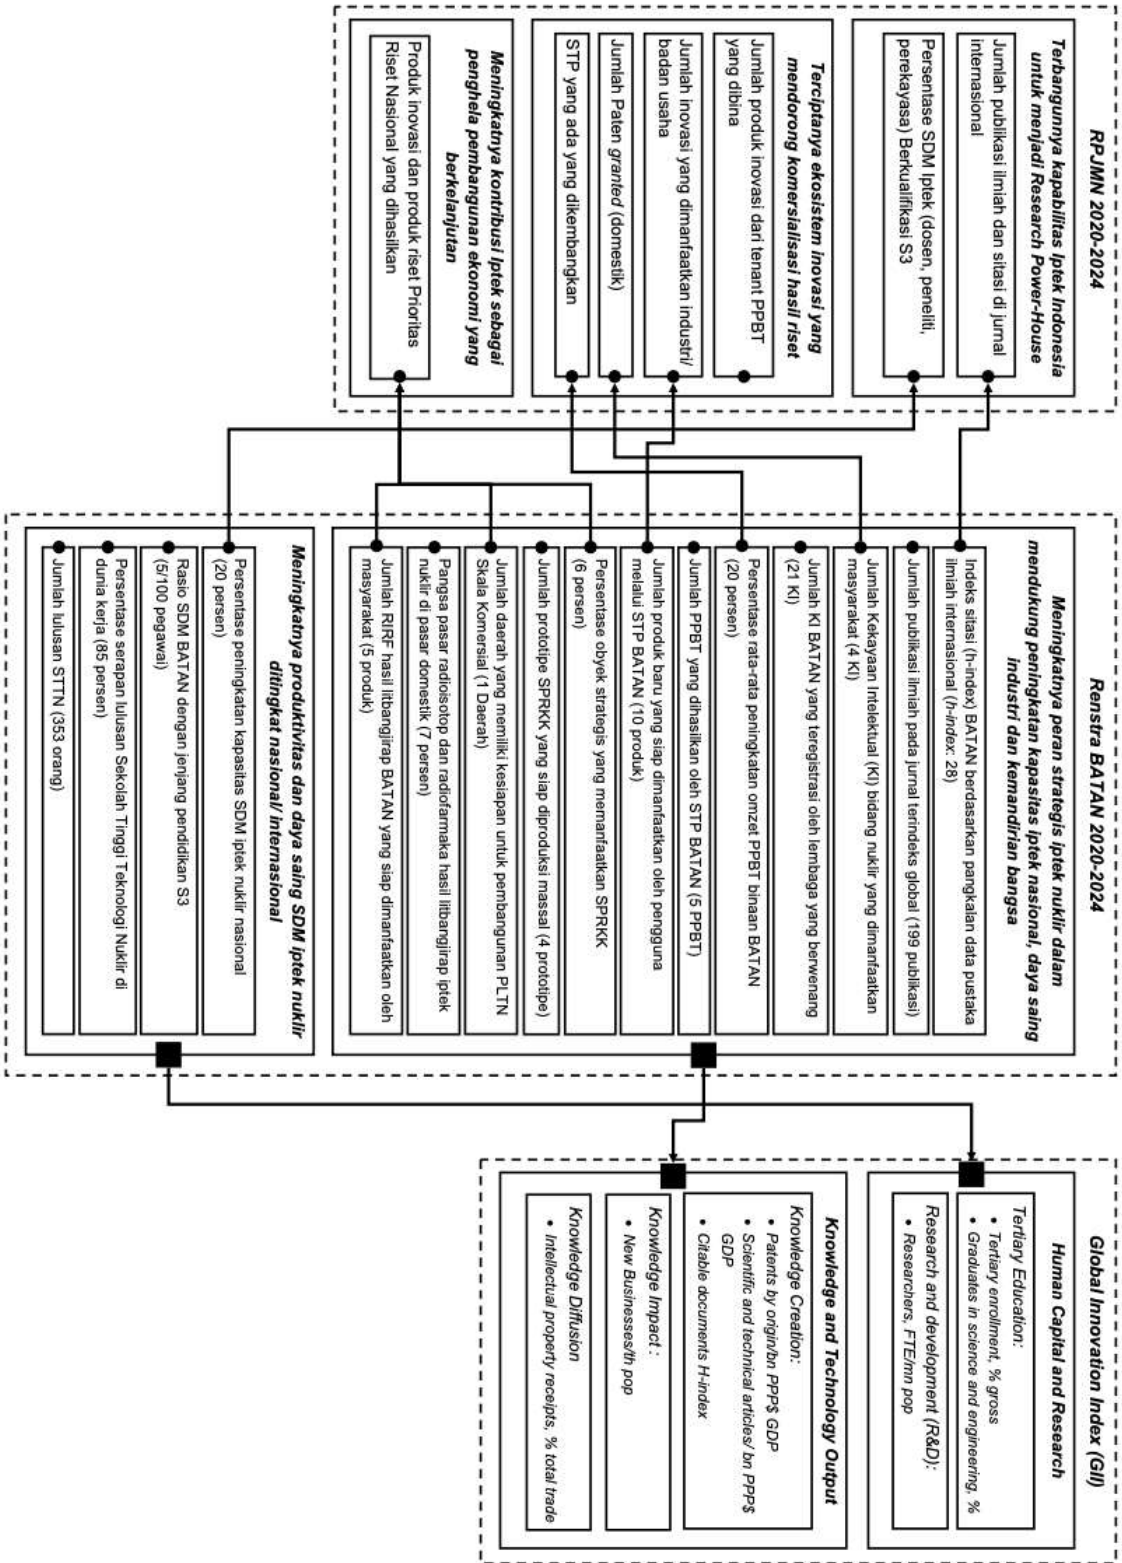 RPJMN 2020-2024
Terbangunnya kapabilitas Iptek Indonesia
untuk menjadi Research Power-House
Jumlah publikasi ilmiah dan sitasi di jurnal
internasional
Persentase SDM Iptek (dosen, peneliti,
perekayasa) Berkualifikasi S3
Terciptanya ekosistem inovasi yang
mendorong komersialisasi hasil riset
Jumlah produk inovasi dari tenant PPBT
yang dibina
Jumlah inovasi yang dimanfaatkan industri/
badan usaha
Jumlah Paten granted (domestik)
STP yang ada yang dikembangkan
Meningkatnya kontribusi Iptek sebagai
penghela pembangunan ekonomi yang
berkelanjutan
Produk inovasi dan produk riset Prioritas
Riset Nasional yang dihasilkan
Renstra BATAN 2020-2024
Meningkatnya peran strategis iptek nuklir dalam
mendukung peningkatan kapasitas iptek nasional, daya saing
industri dan kemandirian bangsa
Indeks sitasi (h-index) BATAN berdasarkan pangkalan data pustaka
ilmiah internasional (h-index: 28)
Jumlah publikasi ilmiah pada jurnal terindeks global (199 publikasi)
Jumlah Kekayaan Intelektual (KI) bidang nuklir yang dimanfaatkan
masyarakat (4 KI)
Jumlah KI BATAN yang teregistrasi oleh lembaga yang berwenang
(21 KI)
Persentase rata-rata peningkatan omzet PPBT binaan BATAN
(20 persen)
Jumlah PPBT yang dihasilkan oleh STP BATAN (5 PPBT)
Jumlah produk baru yang siap dimanfaatkan oleh pengguna
melalui STP BATAN (10 produk)
Persentase obyek strategis yang memanfaatkan SPRKK
(6 persen)
Jumlah prototipe SPRKK yang siap diproduksi massal (4 prototipe)
Jumlah daerah yang memiliki kesiapan untuk pembangunan PLTN
Skala Komersial (1 Daerah)
Pangsa pasar radioisotop dan radiofarmaka hasil litbangjirap iptek
nuklir di pasar domestik (7 persen)
Jumlah RIRF hasil litbangjirap BATAN yang siap dimanfaatkan oleh
masyarakat (5 produk)
Meningkatnya produktivitas dan daya saing SDM iptek nuklir
ditingkat nasional/ internasional
Persentase peningkatan kapasitas SDM iptek nuklir nasional
(20 persen)
Rasio SDM BATAN dengan jenjang pendidikan S3
(5/100 pegawai)
Persentase serapan lulusan Sekolah Tinggi Teknologi Nuklir di
dunia kerja (85 persen)
Jumlah lulusan STTN (353 orang)
Global Innovation Index (GII)
Human Capital and Research
Tertiary Education:
• Tertiary enrollment, % gross
• Graduates in science and engineering, %
Research and development (R&D):
• Researchers, FTE/mn pop
Knowledge and Technology Output
Knowledge Creation:
• Patents by origin/bn PPP$ GDP
• Scientific and technical articles/ bn PPP$
GDP
• Citable documents H-index
Knowledge Impact :
• New Businesses/th pop
Knowledge Diffusion
• Intellectual property receipts, % total trade